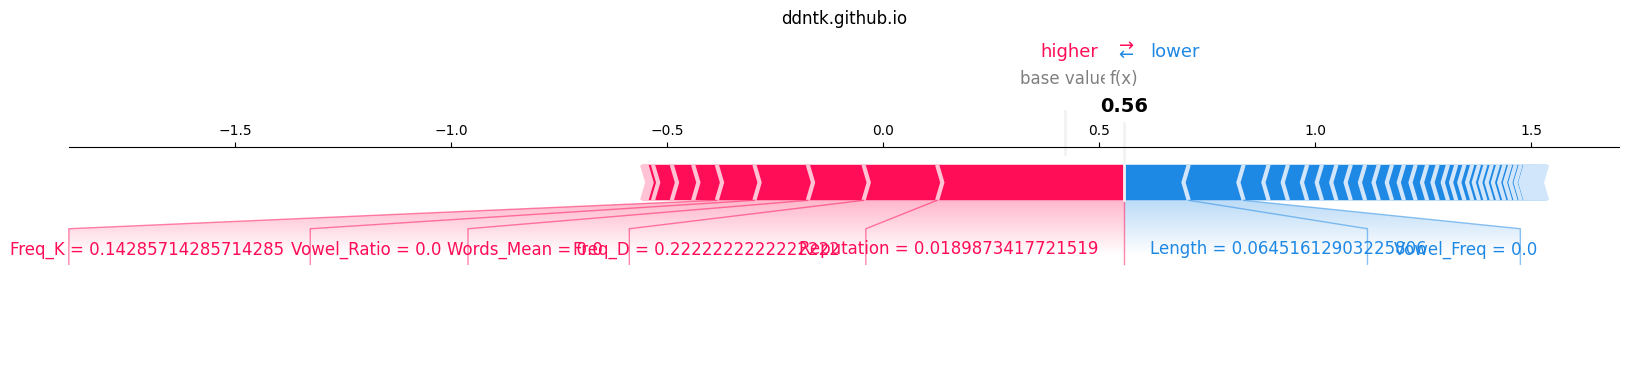 ddntk.github.io
higher → ← lower
base value f(x)
0.56
−1.5 −1.0 −0.5 0.0 0.5 1.0 1.5
Freq_K = 0.14285714285714285 Vowel_Ratio = 0.0 Words_Mean = 0.0 Freq_D = 0.2222222222222222 Reputation = 0.0189873417721519 Length = 0.06451612903225806 Vowel_Freq = 0.0